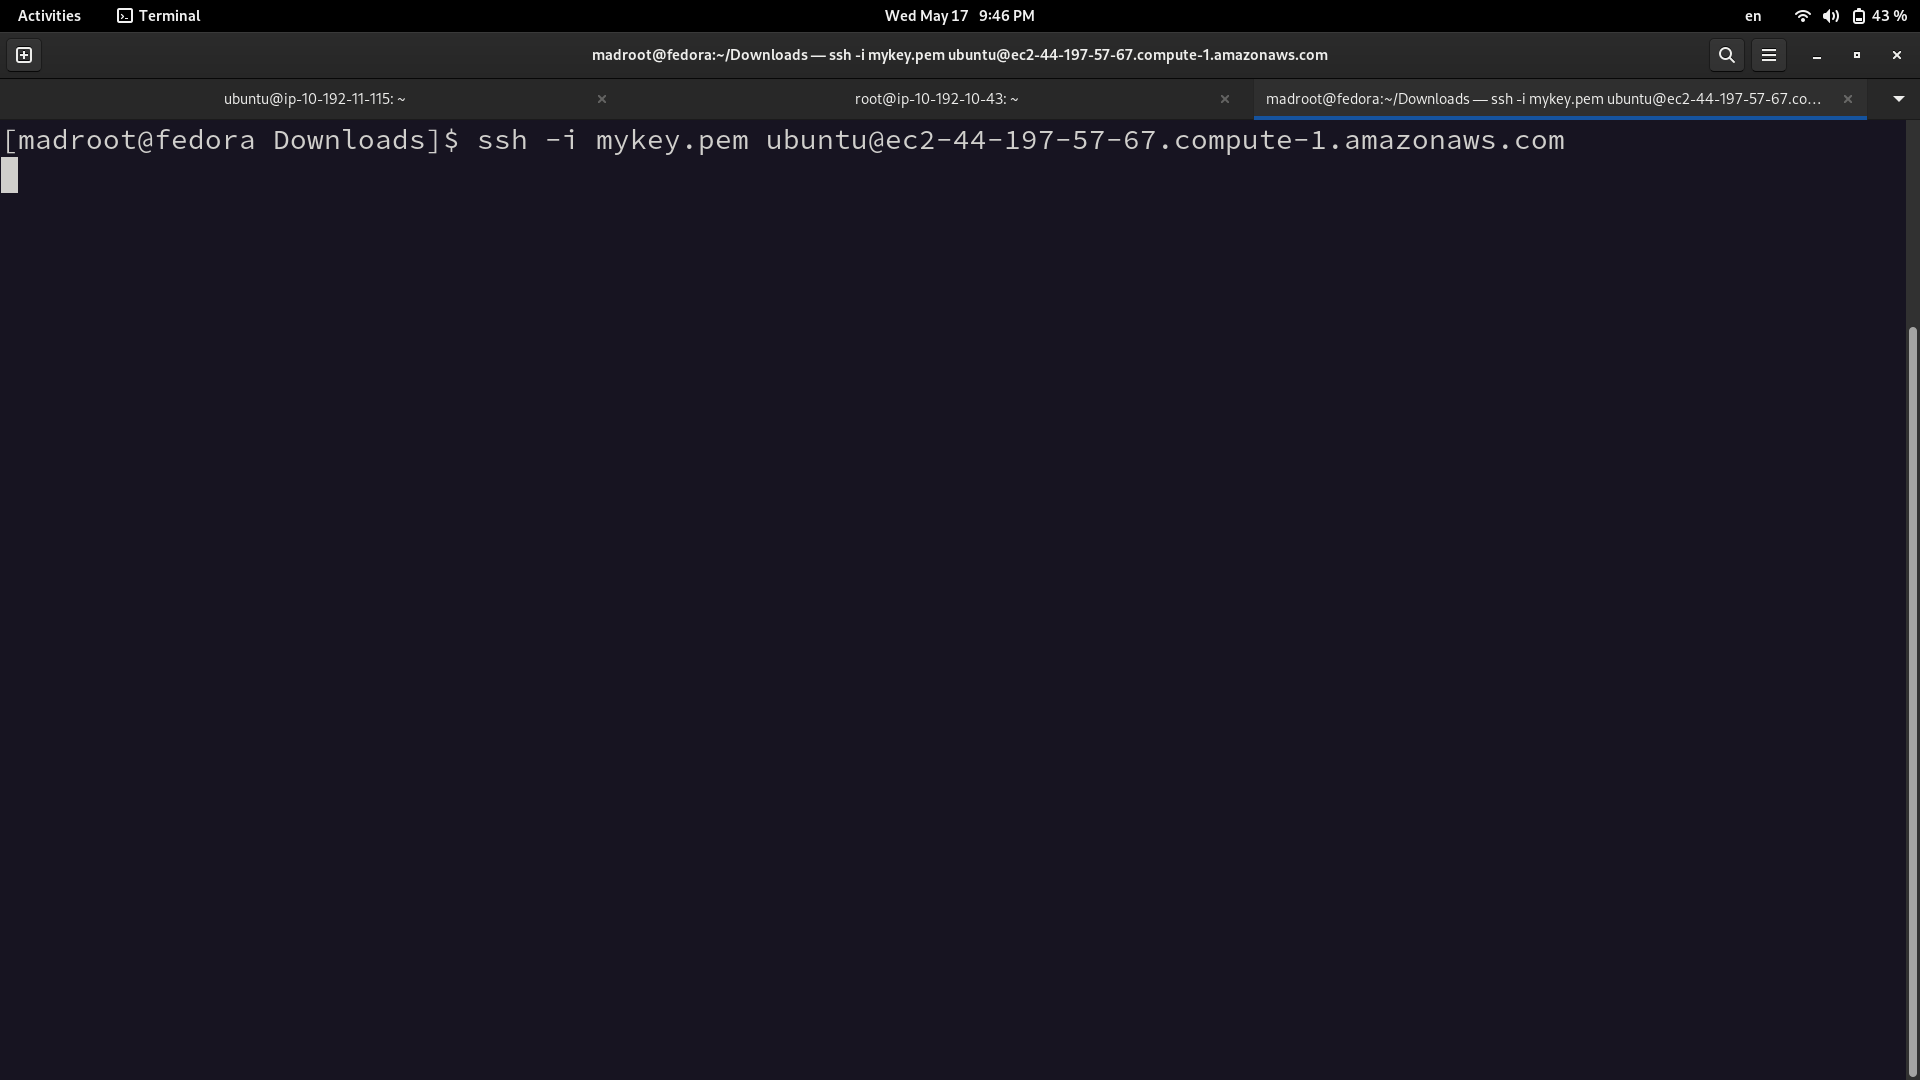 Activities Terminal Wed May 17 9:46 PM en 43 %
madroot@fedora:~/Downloads — ssh -i mykey.pem ubuntu@ec2-44-197-57-67.compute-1.amazonaws.com
ubuntu@ip-10-192-11-115: ~ root@ip-10-192-10-43: ~ madroot@fedora:~/Downloads — ssh -i mykey.pem ubuntu@ec2-44-197-57-67.co…
[madroot@fedora Downloads]$ ssh -i mykey.pem ubuntu@ec2-44-197-57-67.compute-1.amazonaws.com